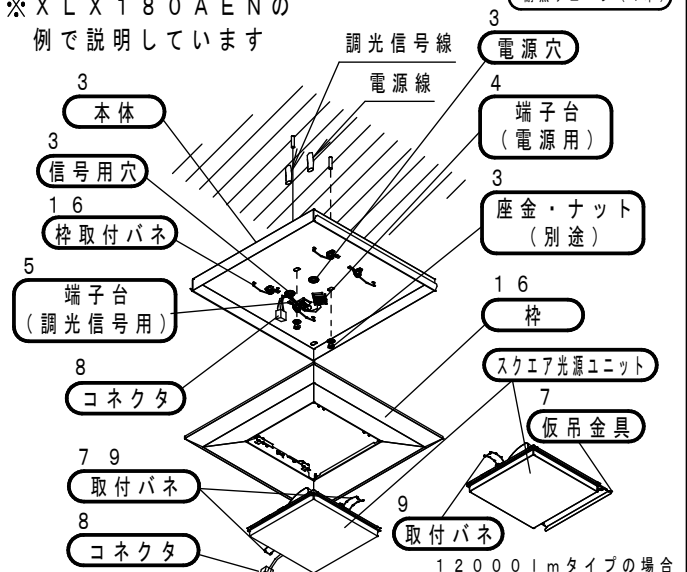 ※ＸＬＸ１８０ＡＥＮの
例で説明しています
調光信号線
電源線
3
電源穴
4
端子台
（電源用）
3
本体
3
信号用穴
3
座金・ナット
（別途）
16
枠取付バネ
5
端子台
（調光信号用）
16
枠
8
コネクタ
スクエア光源ユニット
7
仮吊金具
7 9
取付バネ
9
取付バネ
8
コネクタ
１２０００ｌｍタイプの場合